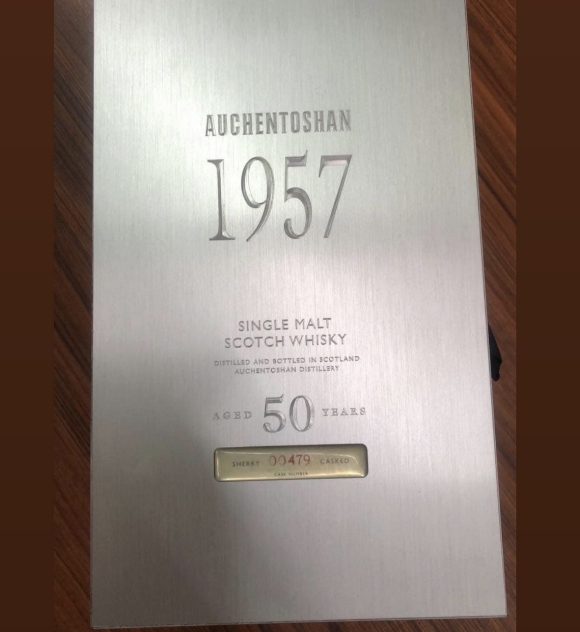 AUCHENTOSHAN
1957
SINGLE MALT
SCOTCH WHISKY
DISTILLED AND BOTTLED IN SCOTLAND
AUCHENTOSHAN DISTILLERY
AGED 50 YEARS
SHERRY 00479 CASKED
CASK NUMBER